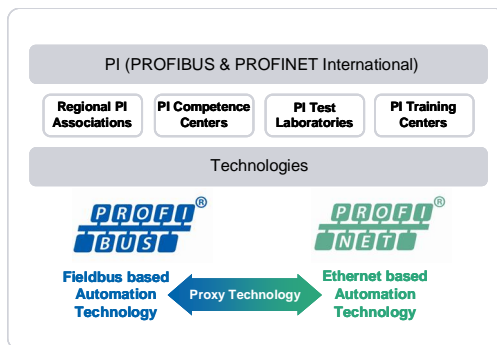 PI (PROFIBUS & PROFINET International)
Regional PI Associations
PI Competence Centers
PI Test Laboratories
PI Training Centers
Technologies
PROFI BUS®
PROFI NET®
Fieldbus based
Automation
Technology
Proxy Technology
Ethernet based
Automation
Technology